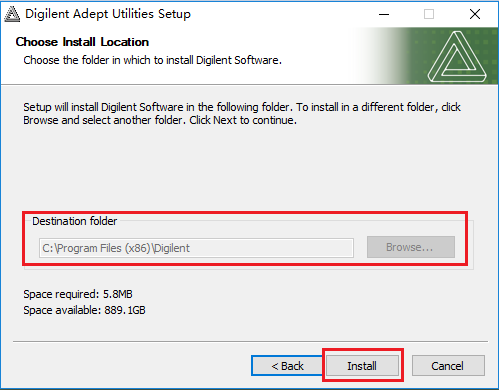 Digilent Adept Utilities Setup
Choose Install Location
Choose the folder in which to install Digilent Software.
Setup will install Digilent Software in the following folder. To install in a different folder, click
Browse and select another folder. Click Next to continue.
Destination folder
C:\Program Files (x86)\Digilent
Browse...
Space required: 5.8MB
Space available: 889.1GB
< Back
Install
Cancel